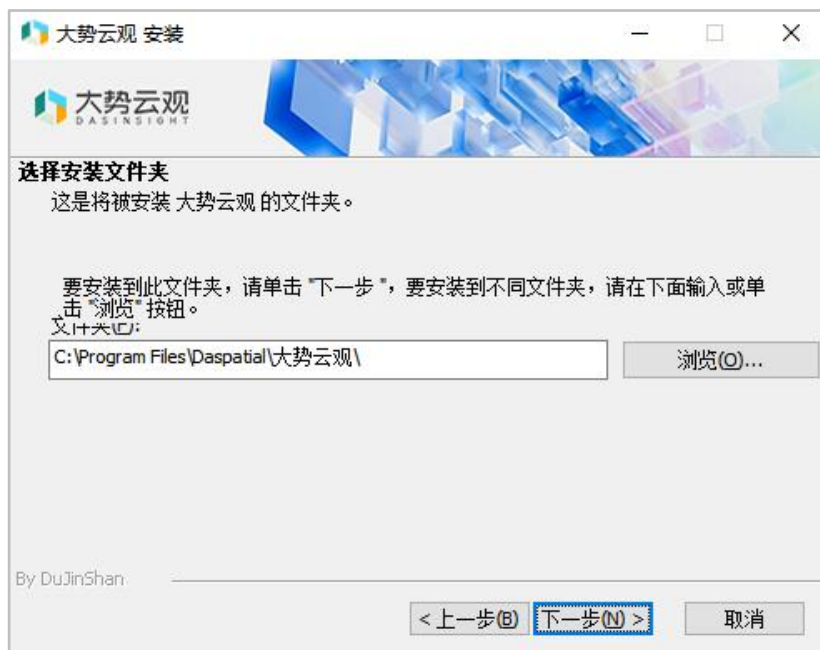 大势云观 安装
大势云观
DASINSIGHT
选择安装文件夹
这是将被安装 大势云观 的文件夹。
要安装到此文件夹，请单击 "下一步 "，要安装到不同文件夹，请在下面输入或单
击 "浏览" 按钮。
文件夹(F):
C:\Program Files\Daspatial\大势云观\
浏览(O)...
By DuJinShan
< 上一步(B)
下一步(N) >
取消